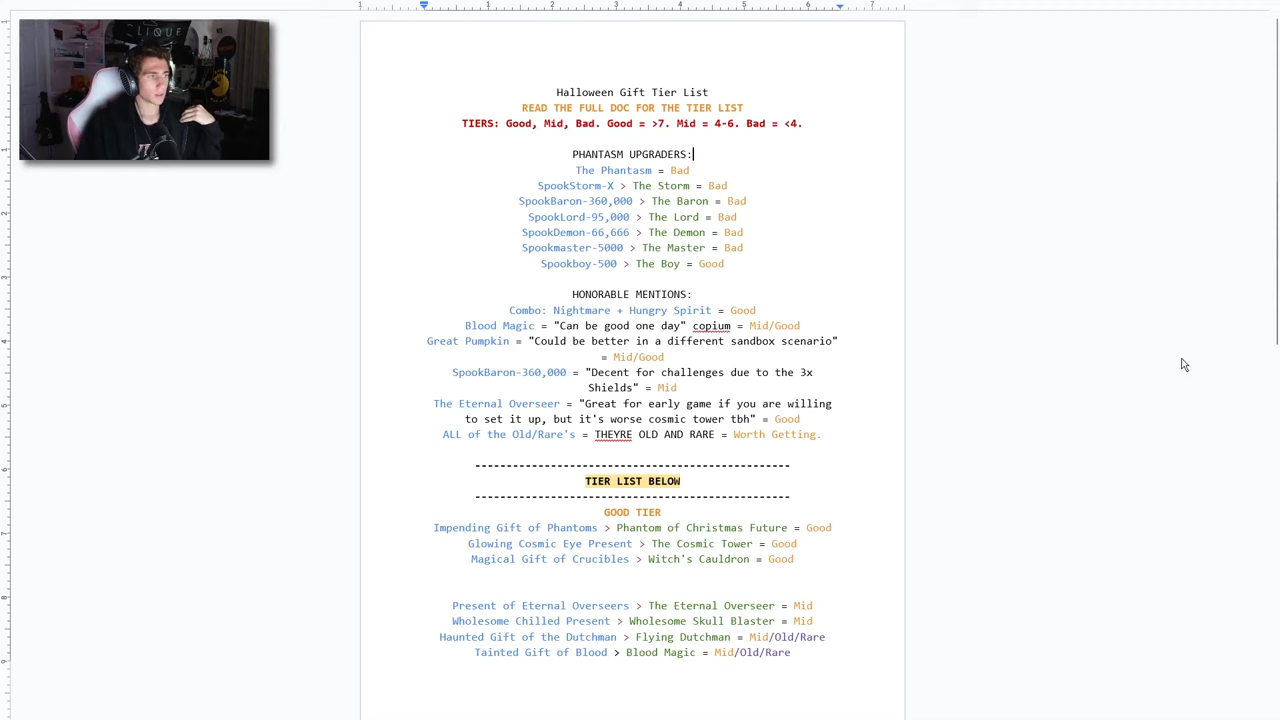 LIQUE
Halloween Gift Tier List
READ THE FULL DOC FOR THE TIER LIST
TIERS: Good, Mid, Bad. Good = >7. Mid = 4-6. Bad = <4.
PHANTASM UPGRADERS:
The Phantasm = Bad
SpookStorm-X > The Storm = Bad
SpookBaron-360,000 > The Baron = Bad
SpookLord-95,000 > The Lord = Bad
SpookDemon-66,666 > The Demon = Bad
Spookmaster-5000 > The Master = Bad
Spookboy-500 > The Boy = Good
HONORABLE MENTIONS:
Combo: Nightmare + Hungry Spirit = Good
Blood Magic = "Can be good one day" copium = Mid/Good
Great Pumpkin = "Could be better in a different sandbox scenario"
= Mid/Good
SpookBaron-360,000 = "Decent for challenges due to the 3x
Shields" = Mid
The Eternal Overseer = "Great for early game if you are willing
to set it up, but it's worse cosmic tower tbh" = Good
ALL of the Old/Rare's = THEYRE OLD AND RARE = Worth Getting.
--------------------------------------------------
TIER LIST BELOW
--------------------------------------------------
GOOD TIER
Impending Gift of Phantoms > Phantom of Christmas Future = Good
Glowing Cosmic Eye Present > The Cosmic Tower = Good
Magical Gift of Crucibles > Witch's Cauldron = Good
Present of Eternal Overseers > The Eternal Overseer = Mid
Wholesome Chilled Present > Wholesome Skull Blaster = Mid
Haunted Gift of the Dutchman > Flying Dutchman = Mid/Old/Rare
Tainted Gift of Blood > Blood Magic = Mid/Old/Rare